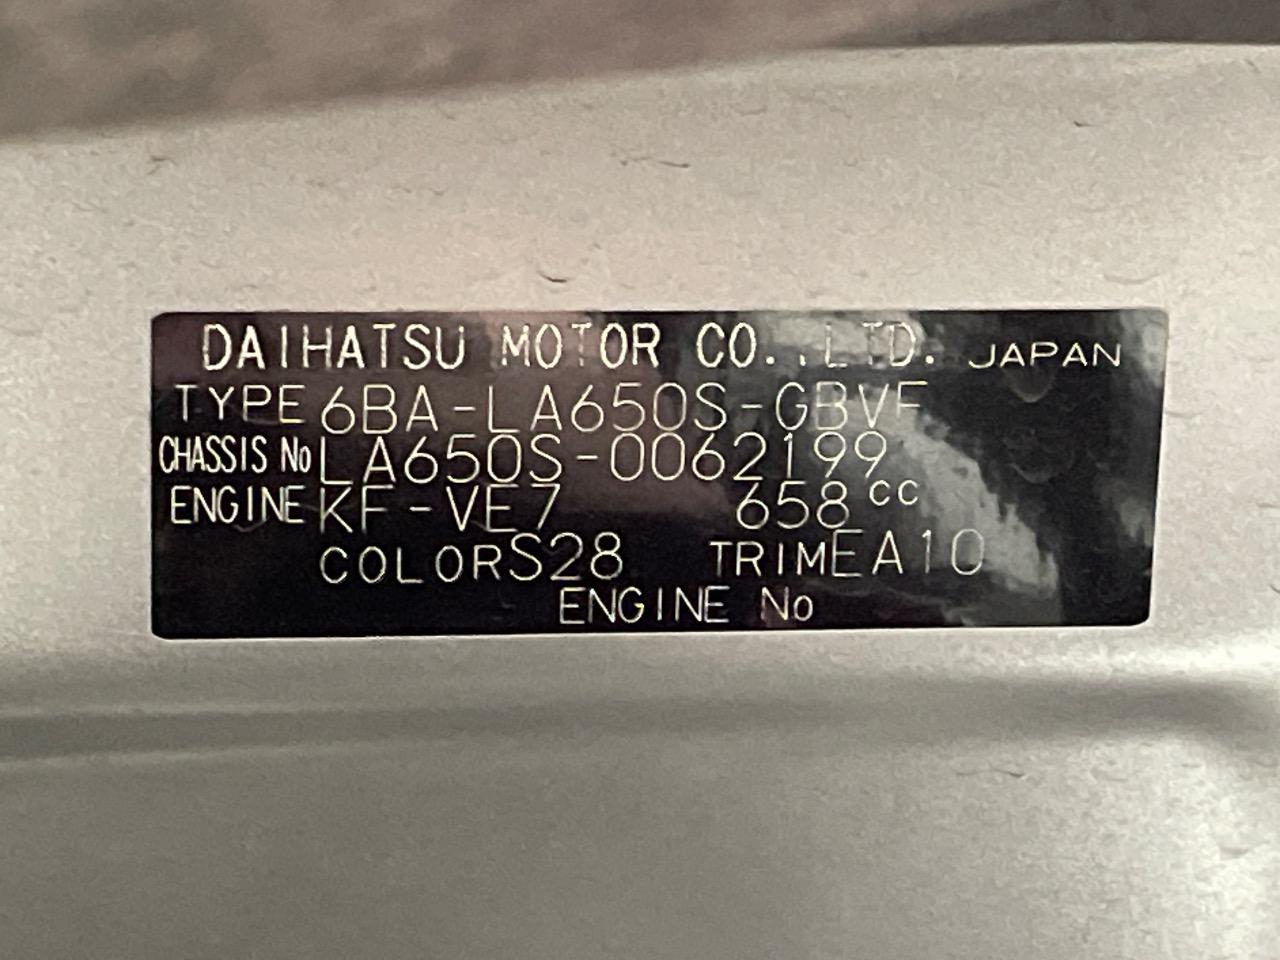 DAIHATSU MOTOR CO.,LTD. JAPAN
TYPE 6BA-LA650S-GBVF
CHASSIS No LA650S-0062199
ENGINE KF-VE7 658cc
COLOR S28 TRIM EA10
ENGINE No